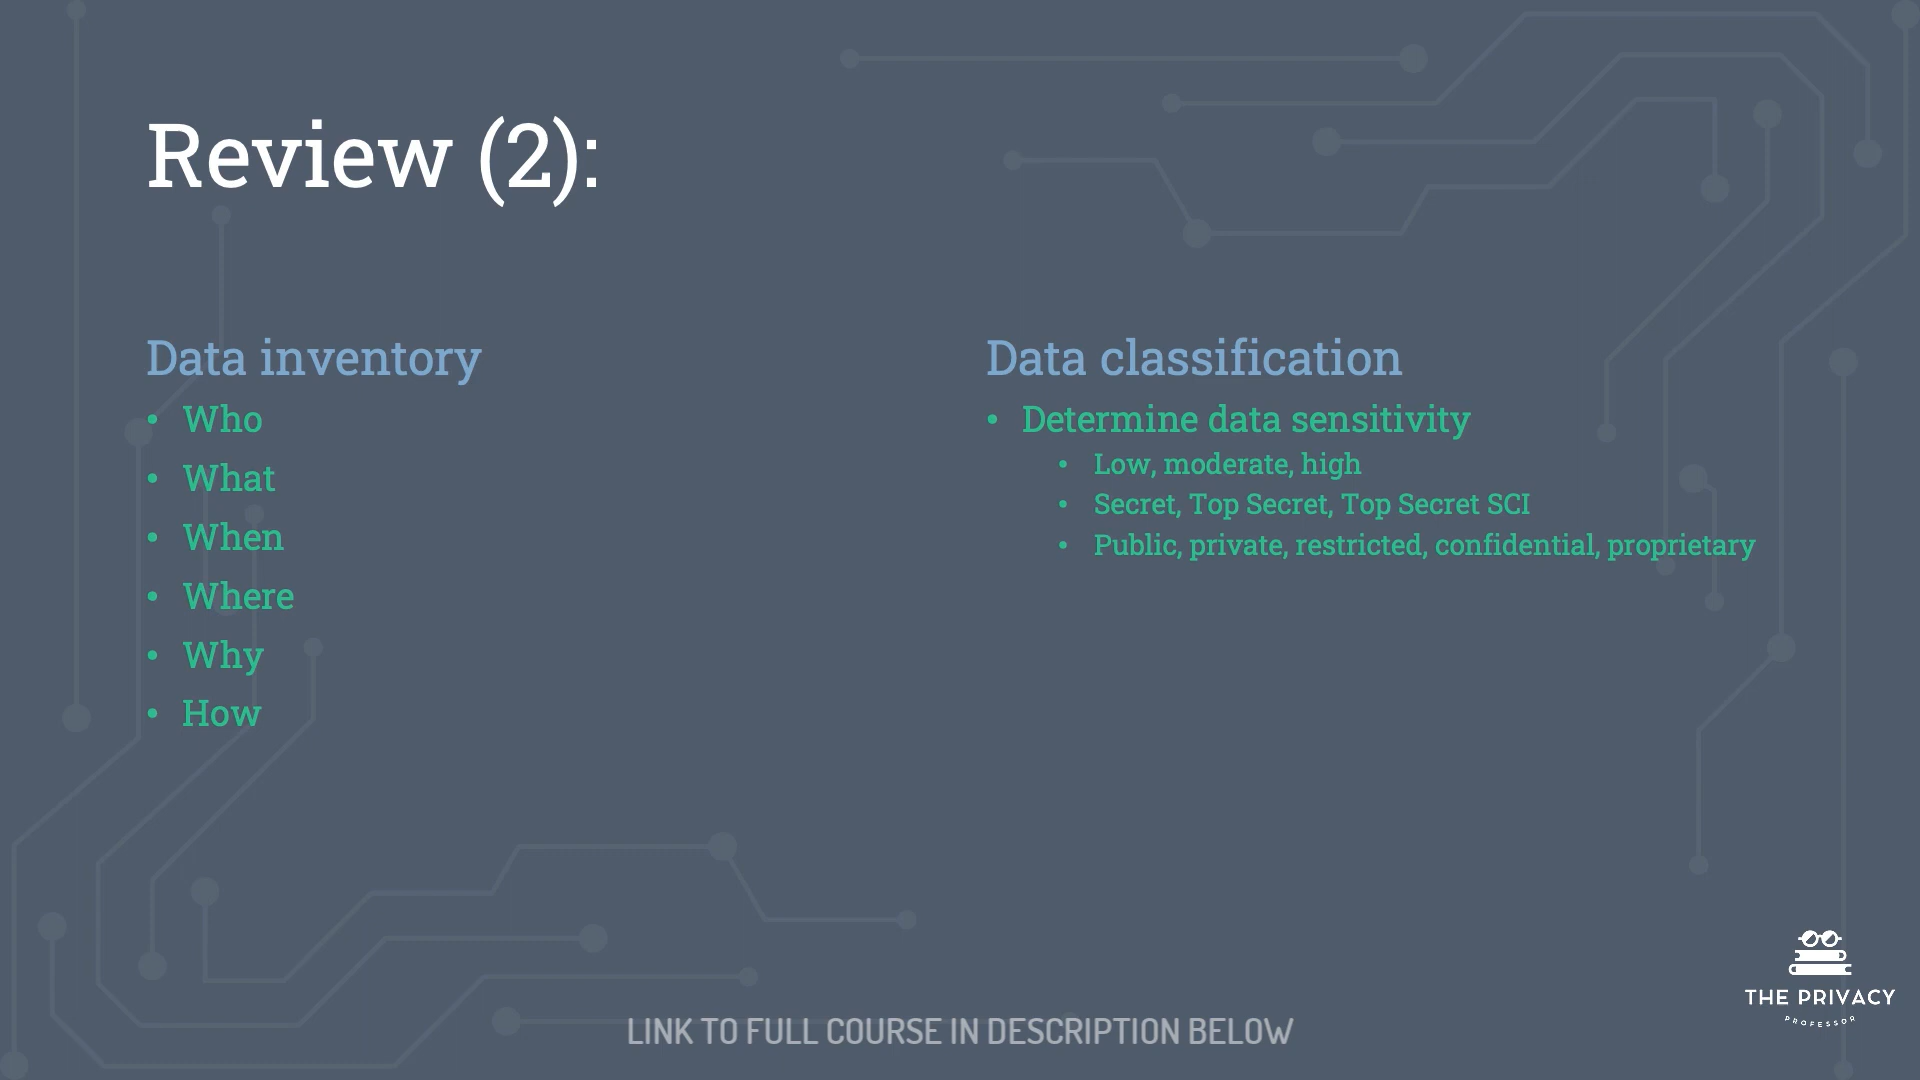 Review (2):
Data inventory
• Who
• What
• When
• Where
• Why
• How
Data classification
• Determine data sensitivity
• Low, moderate, high
• Secret, Top Secret, Top Secret SCI
• Public, private, restricted, confidential, proprietary
THE PRIVACY
PROFESSOR
LINK TO FULL COURSE IN DESCRIPTION BELOW